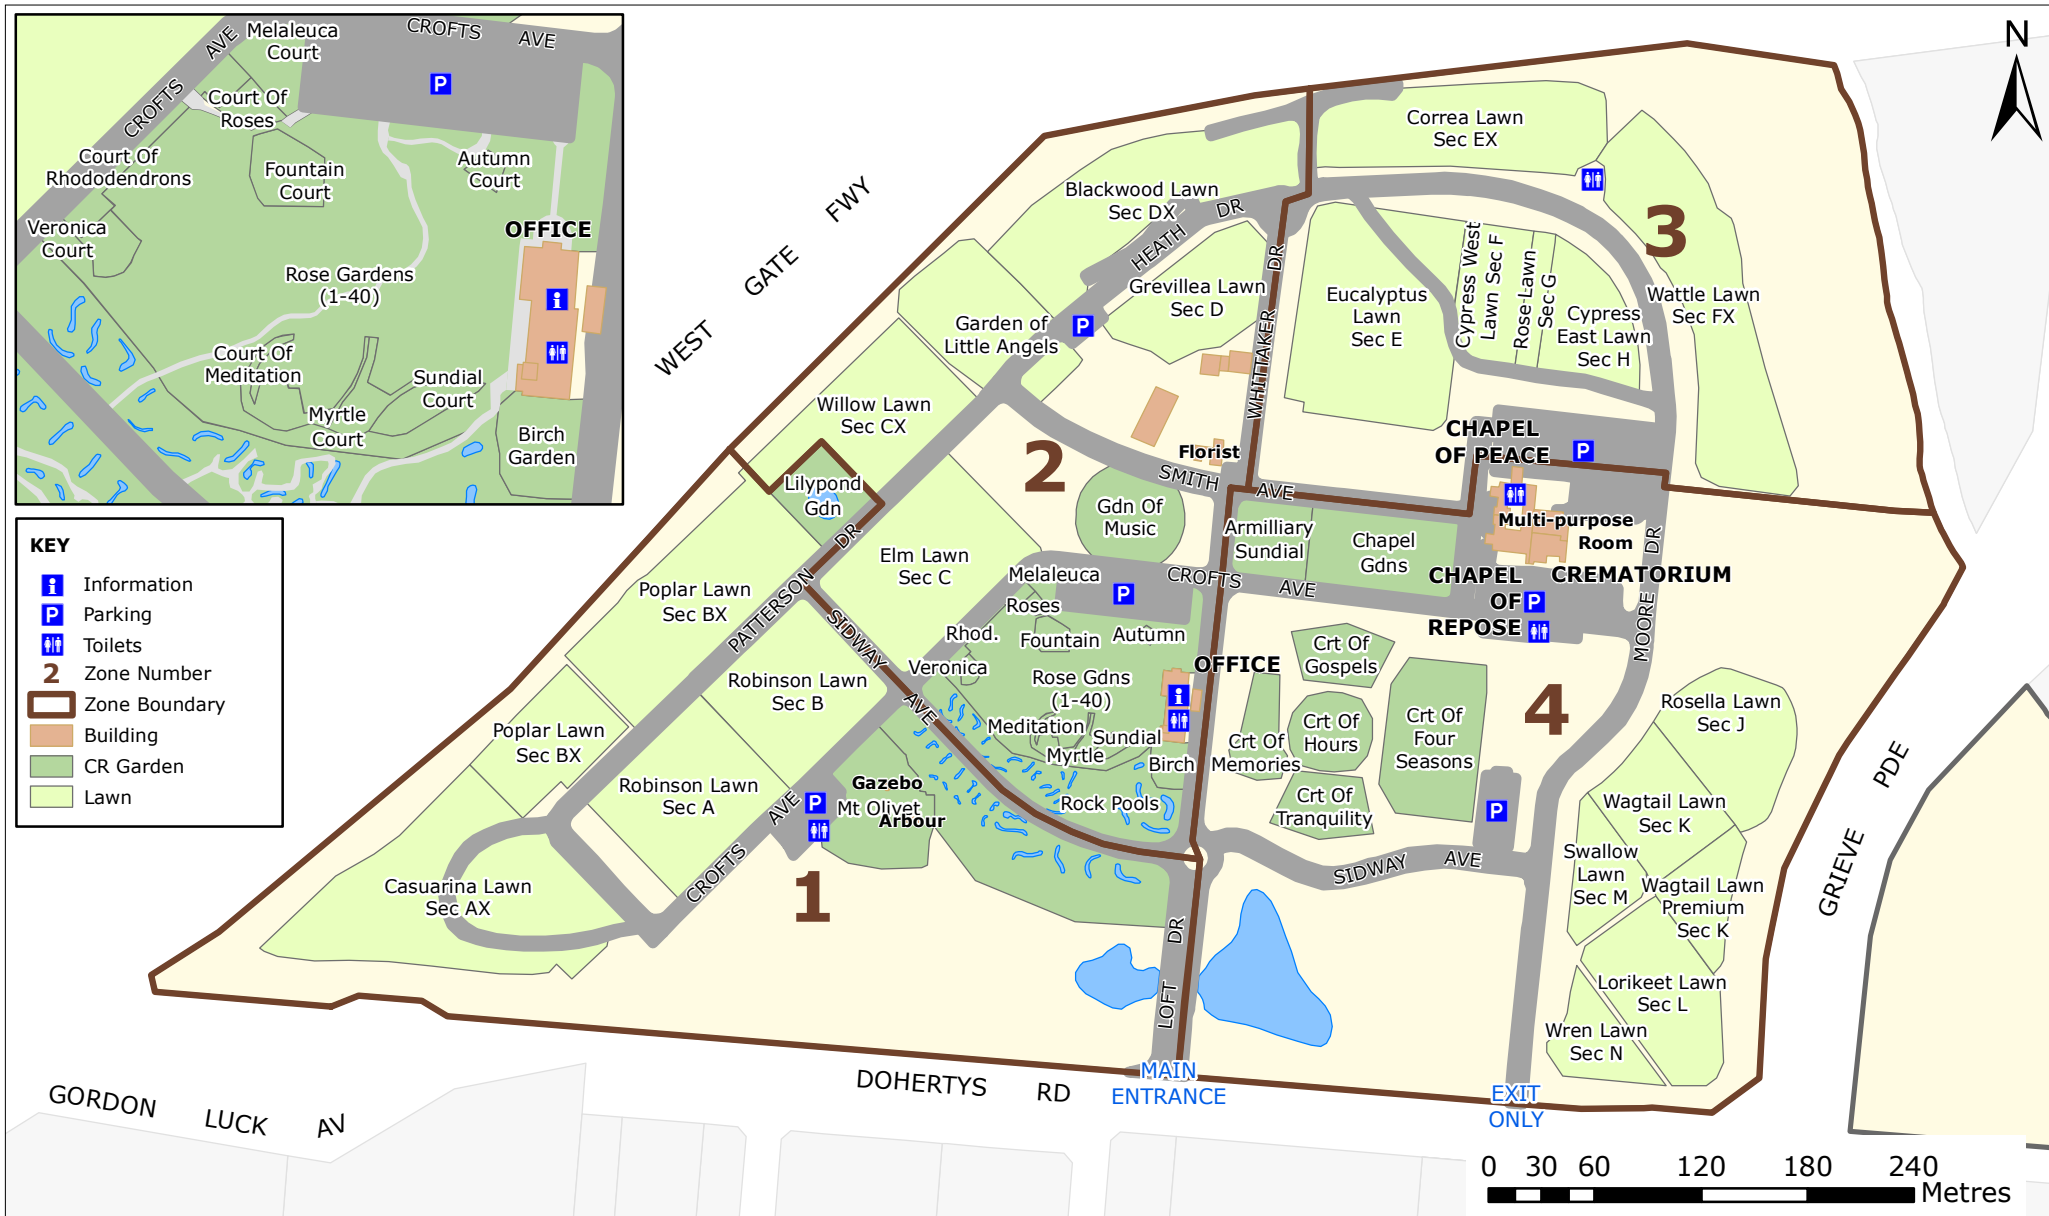 Melaleuca
Court
CROFTS AVE
CROFTS AVE
P
Court Of
Roses
Court Of
Rhododendrons
Fountain
Court
Autumn
Court
Veronica
Court
OFFICE
Rose Gardens
(1-40)
i
Court Of
Meditation
Sundial
Court
Myrtle
Court
Birch
Garden
KEY
i Information
P Parking
Toilets
2 Zone Number
Zone Boundary
Building
CR Garden
Lawn
N
WEST GATE FWY
Correa Lawn
Sec EX
Blackwood Lawn
Sec DX
HEATH DR
3
Grevillea Lawn
Sec D
WHITTAKER DR
Eucalyptus
Lawn
Sec E
Cypress West
Lawn Sec F
Rose Lawn
Sec G
Cypress
East Lawn
Sec H
Wattle Lawn
Sec FX
Garden of
Little Angels
P
Willow Lawn
Sec CX
2
Florist
SMITH AVE
CHAPEL
OF PEACE
P
Lilypond
Gdn
Gdn Of
Music
Armilliary
Sundial
Chapel
Gdns
Multi-purpose
Room
MOORE DR
Elm Lawn
Sec C
PATTERSON DR
Poplar Lawn
Sec BX
Melaleuca
P
CROFTS AVE
CHAPEL
OF
REPOSE
P
CREMATORIUM
Roses
Rhod.
Fountain
Autumn
Veronica
SIDWAY AVE
OFFICE
Rose Gdns
(1-40)
i
Meditation
Sundial
Myrtle
Birch
Rock Pools
Crt Of
Gospels
Crt Of
Hours
Crt Of
Memories
Crt Of
Four
Seasons
Crt Of
Tranquility
4
P
Robinson Lawn
Sec B
Poplar Lawn
Sec BX
Robinson Lawn
Sec A
Gazebo
Mt Olivet
Arbour
P
CROFTS AVE
1
Casuarina Lawn
Sec AX
SIDWAY AVE
Rosella Lawn
Sec J
Wagtail Lawn
Sec K
Swallow
Lawn
Sec M
Wagtail Lawn
Premium
Sec K
Lorikeet Lawn
Sec L
Wren Lawn
Sec N
GRIEVE PDE
LOFT DR
MAIN
ENTRANCE
EXIT
ONLY
DOHERTYS RD
GORDON LUCK AV
0 30 60 120 180 240
Metres